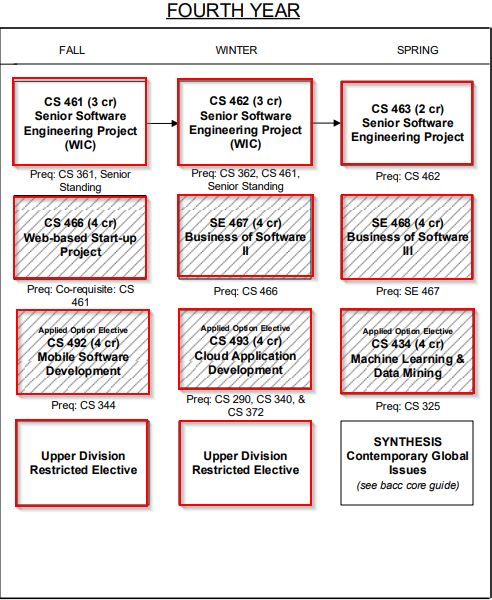 FOURTH YEAR
FALL
WINTER
SPRING
CS 461 (3 cr)
Senior Software
Engineering Project
(WIC)
Preq: CS 361, Senior
Standing
CS 462 (3 cr)
Senior Software
Engineering Project
(WIC)
Preq: CS 362, CS 461,
Senior Standing
CS 463 (2 cr)
Senior Software
Engineering Project
Preq: CS 462
CS 466 (4 cr)
Web-based Start-up
Project
Preq: Co-requisite: CS
461
SE 467 (4 cr)
Business of Software
II
Preq: CS 466
SE 468 (4 cr)
Business of Software
III
Preq: SE 467
Applied Option Elective
CS 492 (4 cr)
Mobile Software
Development
Preq: CS 344
Applied Option Elective
CS 493 (4 cr)
Cloud Application
Development
Preq: CS 290, CS 340, &
CS 372
Applied Option Elective
CS 434 (4 cr)
Machine Learning &
Data Mining
Preq: CS 325
Upper Division
Restricted Elective
Upper Division
Restricted Elective
SYNTHESIS
Contemporary Global
Issues
(see bacc core guide)